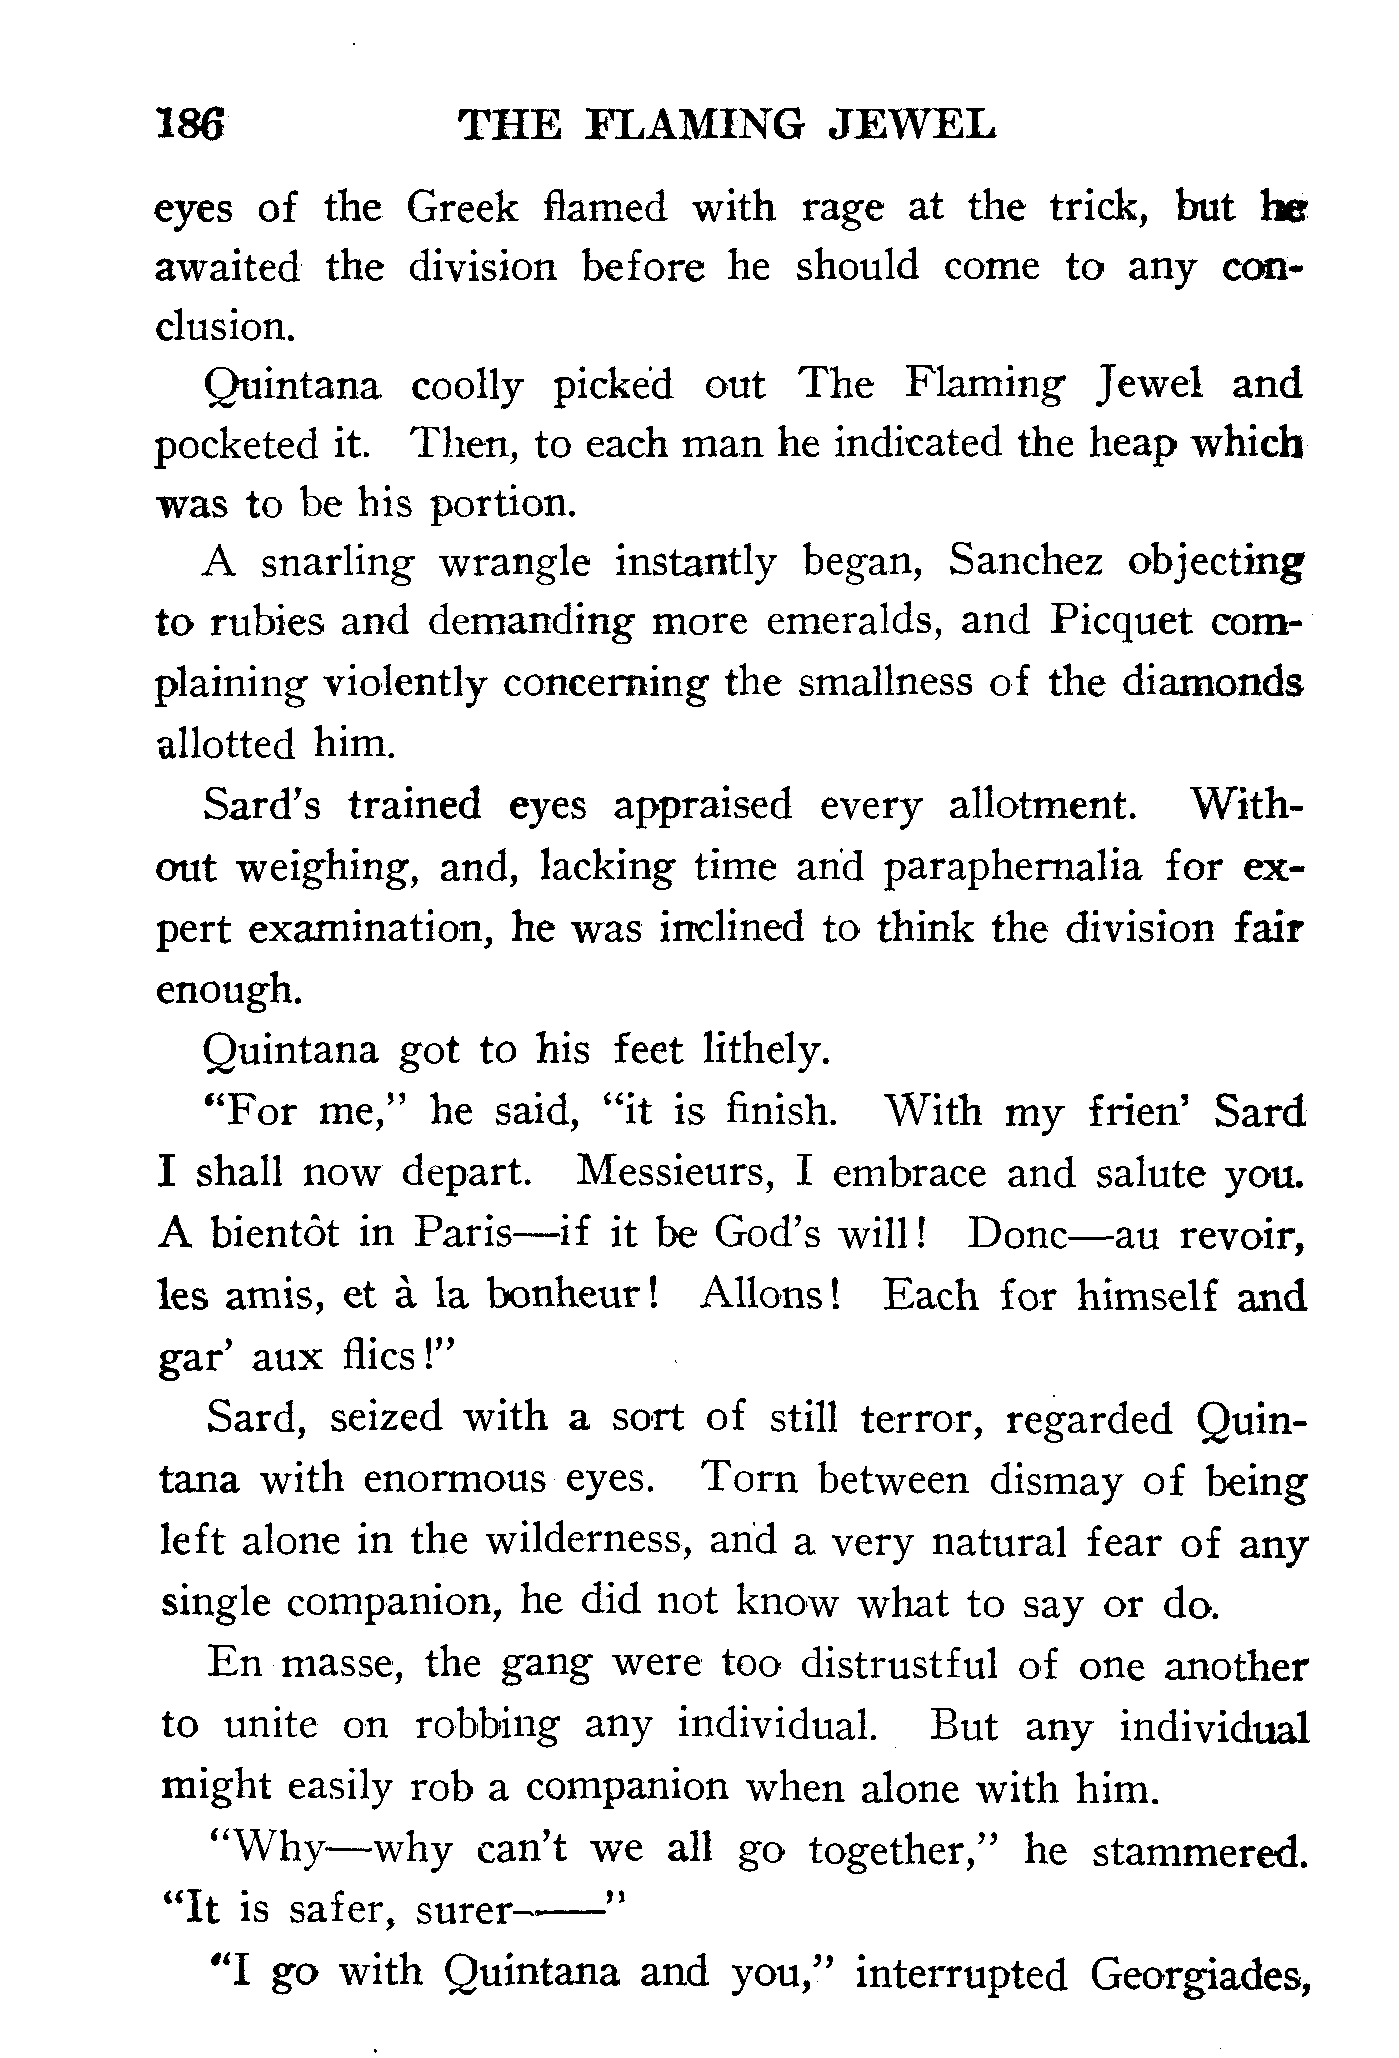 186 THE FLAMING JEWEL
eyes of the Greek flamed with rage at the trick, but he
awaited the division before he should come to any con-
clusion.
Quintana coolly picked out The Flaming Jewel and
pocketed it. Then, to each man he indicated the heap which
was to be his portion.
A snarling wrangle instantly began, Sanchez objecting
to rubies and demanding more emeralds, and Picquet com-
plaining violently concerning the smallness of the diamonds
allotted him.
Sard's trained eyes appraised every allotment. With-
out weighing, and, lacking time and paraphernalia for ex-
pert examination, he was inclined to think the division fair
enough.
Quintana got to his feet lithely.
"For me," he said, "it is finish. With my frien' Sard
I shall now depart. Messieurs, I embrace and salute you.
A bientôt in Paris—if it be God's will! Donc—au revoir,
les amis, et à la bonheur! Allons! Each for himself and
gar' aux flics!"
Sard, seized with a sort of still terror, regarded Quin-
tana with enormous eyes. Torn between dismay of being
left alone in the wilderness, and a very natural fear of any
single companion, he did not know what to say or do.
En masse, the gang were too distrustful of one another
to unite on robbing any individual. But any individual
might easily rob a companion when alone with him.
"Why—why can't we all go together," he stammered.
"It is safer, surer——"
"I go with Quintana and you," interrupted Georgiades,